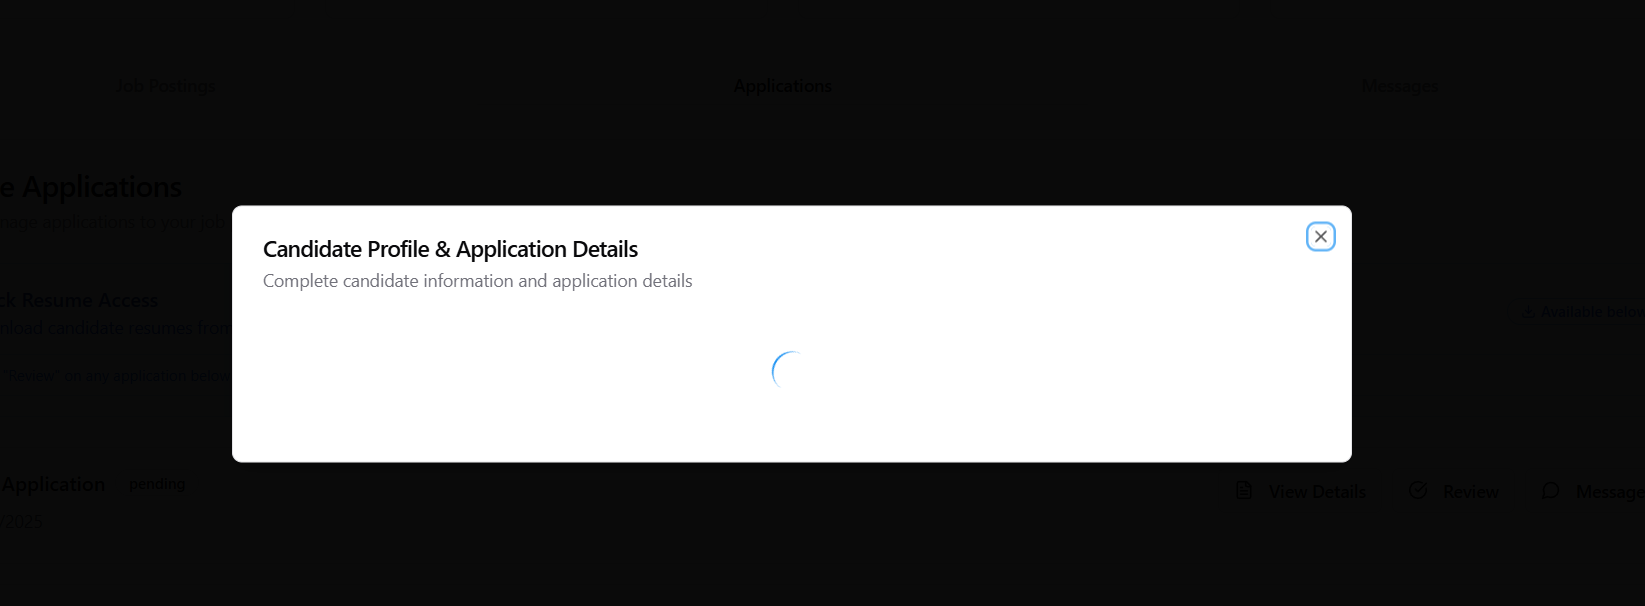 Job Postings Applications Messages
e Applications
nage applications to your job
Candidate Profile & Application Details
Complete candidate information and application details
ck Resume Access
nload candidate resumes from
Available below
"Review" on any application below
Application pending
View Details Review Message
/2025